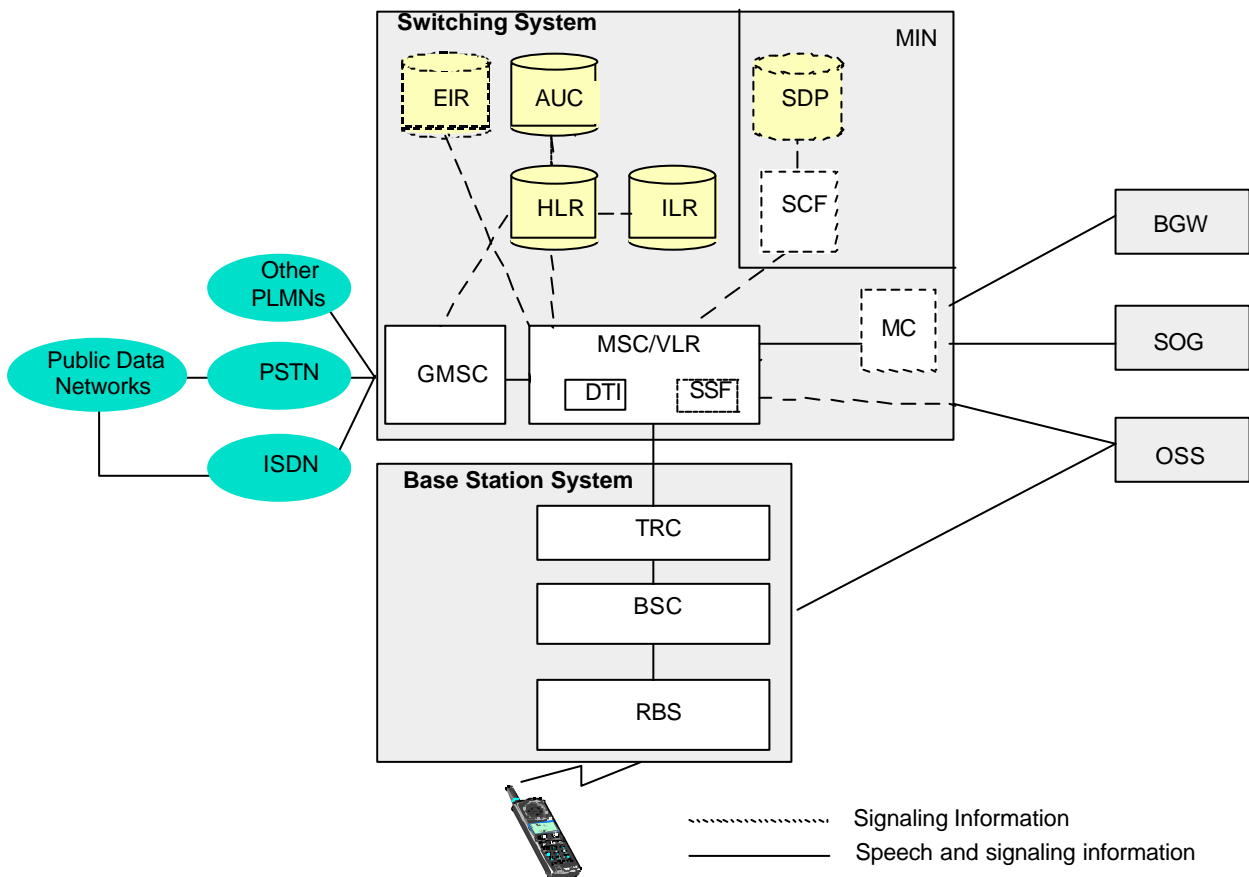 Switching System
MIN
EIR
AUC
SDP
HLR
ILR
SCF
BGW
Other
PLMNs
MC
SOG
Public Data
Networks
PSTN
GMSC
MSC/VLR
DTI
SSF
ISDN
OSS
Base Station System
TRC
BSC
RBS
Signaling Information
Speech and signaling information